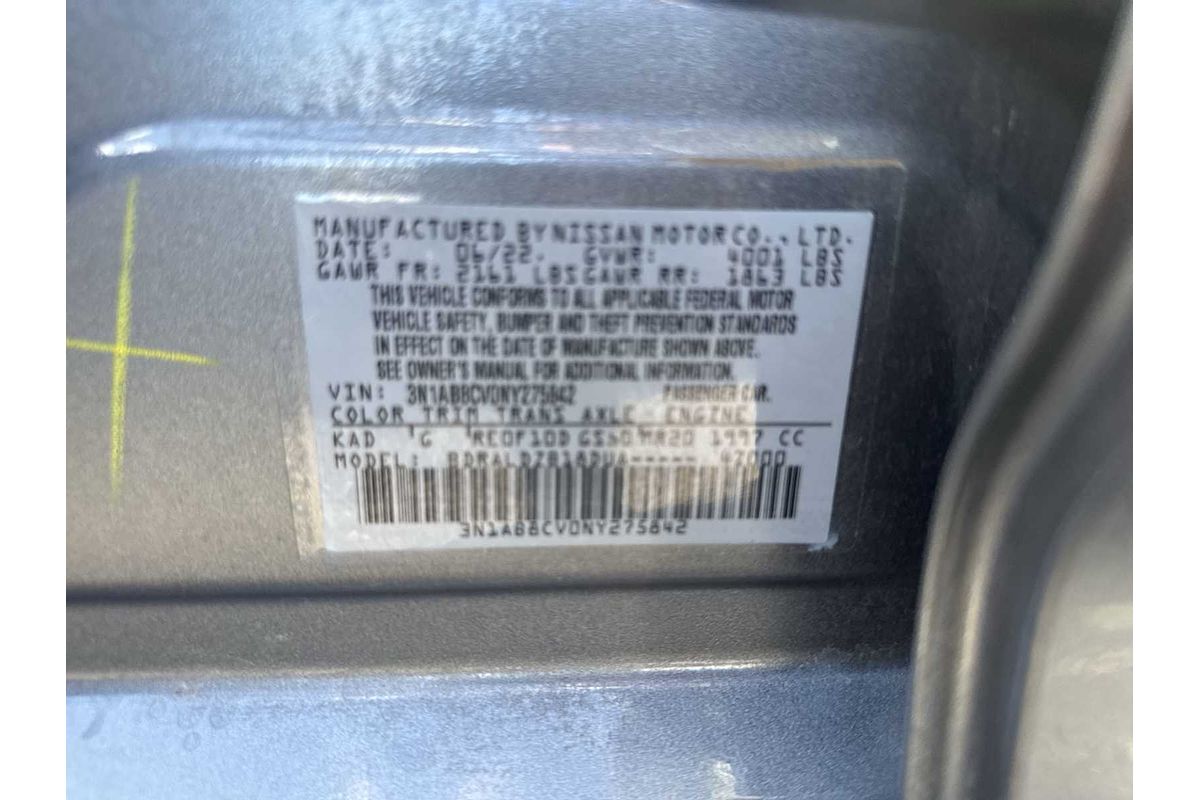 MANUFACTURED BY NISSAN MOTOR CO., LTD.
DATE: 06/22. GVWR: 4001 LBS
GAWR FR: 2161 LBS GAWR RR: 1863 LBS
THIS VEHICLE CONFORMS TO ALL APPLICABLE FEDERAL MOTOR
VEHICLE SAFETY, BUMPER AND THEFT PREVENTION STANDARDS
IN EFFECT ON THE DATE OF MANUFACTURE SHOWN ABOVE.
SEE OWNER'S MANUAL FOR ADDITIONAL INFORMATION.
VIN: 3N1AB8CV0NY275842 PASSENGER CAR.
COLOR TRIM TRANS AXLE ENGINE
KAD G RE0F10D MR20 1997 CC
MODEL:
3N1AB8CV0NY275842